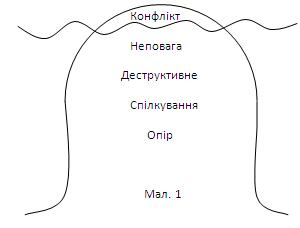 Конфлікт
Неповага
Деструктивне
Спілкування
Опір
Мал. 1